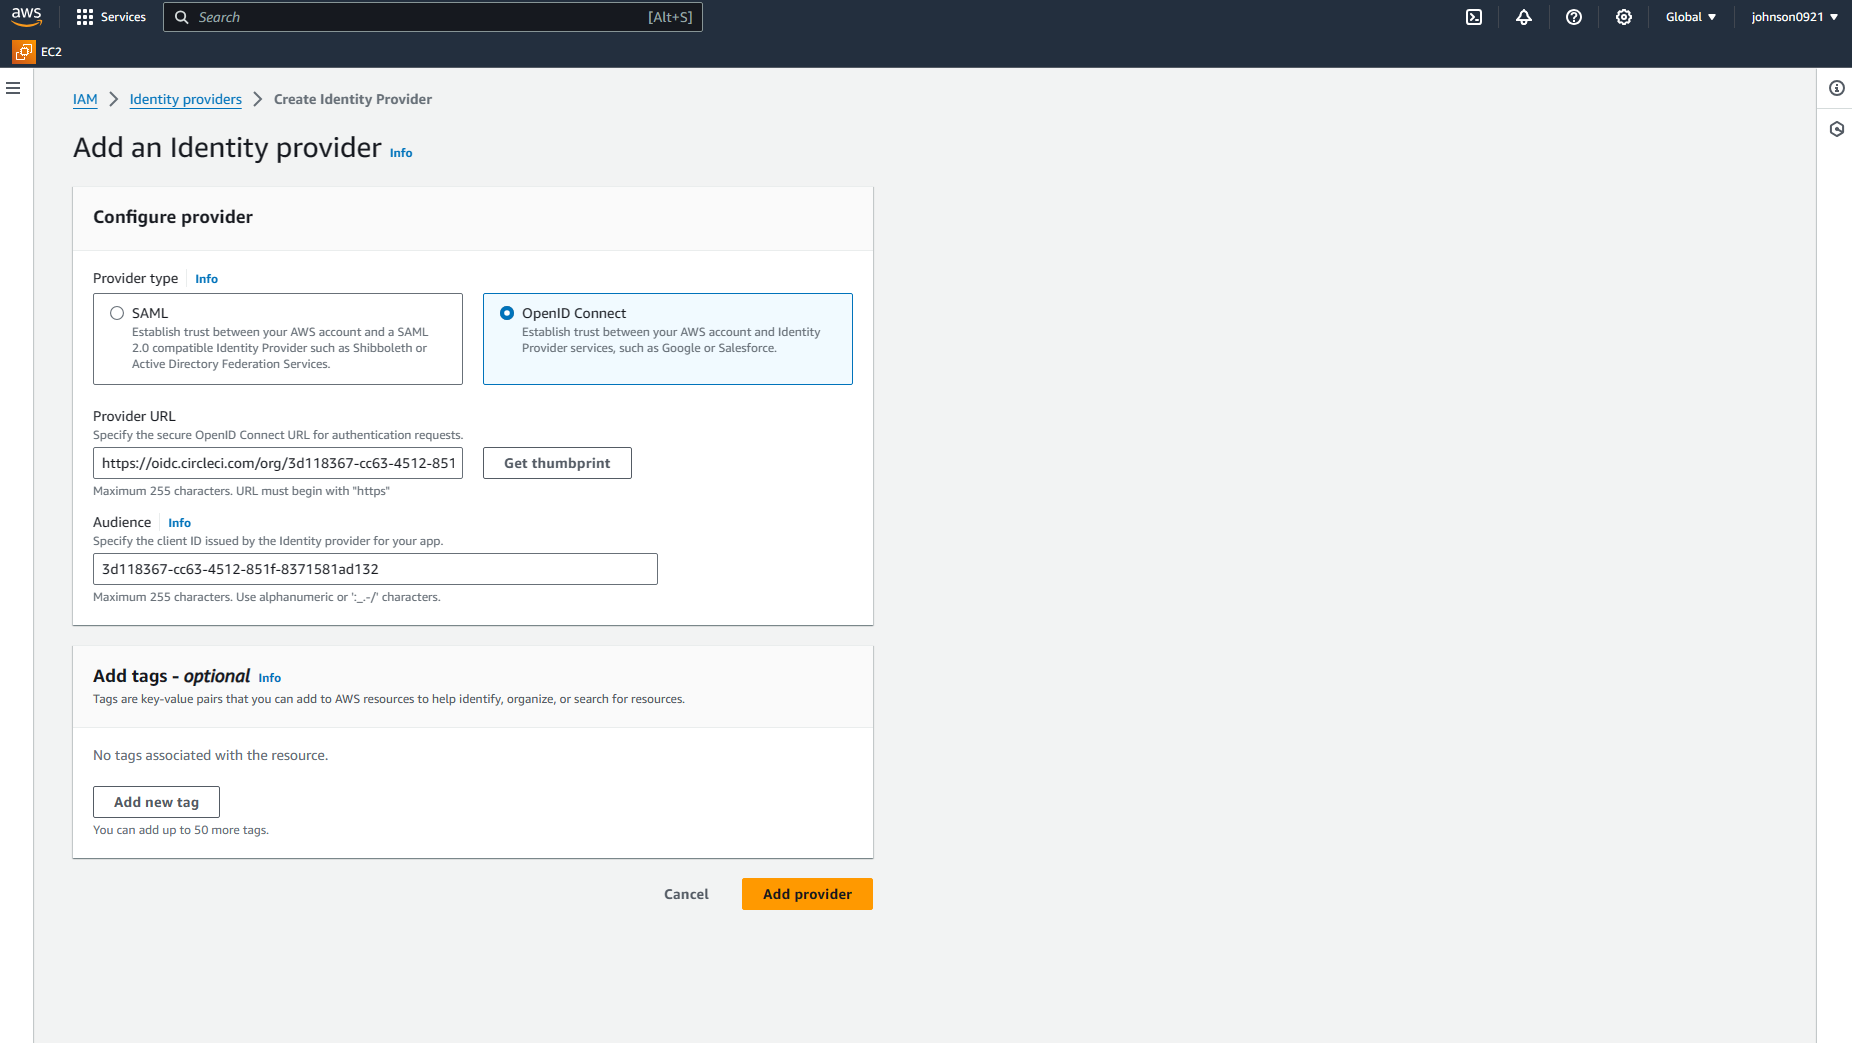 aws
Services
Search
[Alt+S]
Global
johnson0921
EC2
IAM > Identity providers > Create Identity Provider
Add an Identity provider Info
Configure provider
Provider type Info
SAML
Establish trust between your AWS account and a SAML
2.0 compatible Identity Provider such as Shibboleth or
Active Directory Federation Services.
OpenID Connect
Establish trust between your AWS account and Identity
Provider services, such as Google or Salesforce.
Provider URL
Specify the secure OpenID Connect URL for authentication requests.
https://oidc.circleci.com/org/3d118367-cc63-4512-851
Get thumbprint
Maximum 255 characters. URL must begin with "https"
Audience Info
Specify the client ID issued by the Identity provider for your app.
3d118367-cc63-4512-851f-8371581ad132
Maximum 255 characters. Use alphanumeric or ':_.-/' characters.
Add tags - optional Info
Tags are key-value pairs that you can add to AWS resources to help identify, organize, or search for resources.
No tags associated with the resource.
Add new tag
You can add up to 50 more tags.
Cancel
Add provider